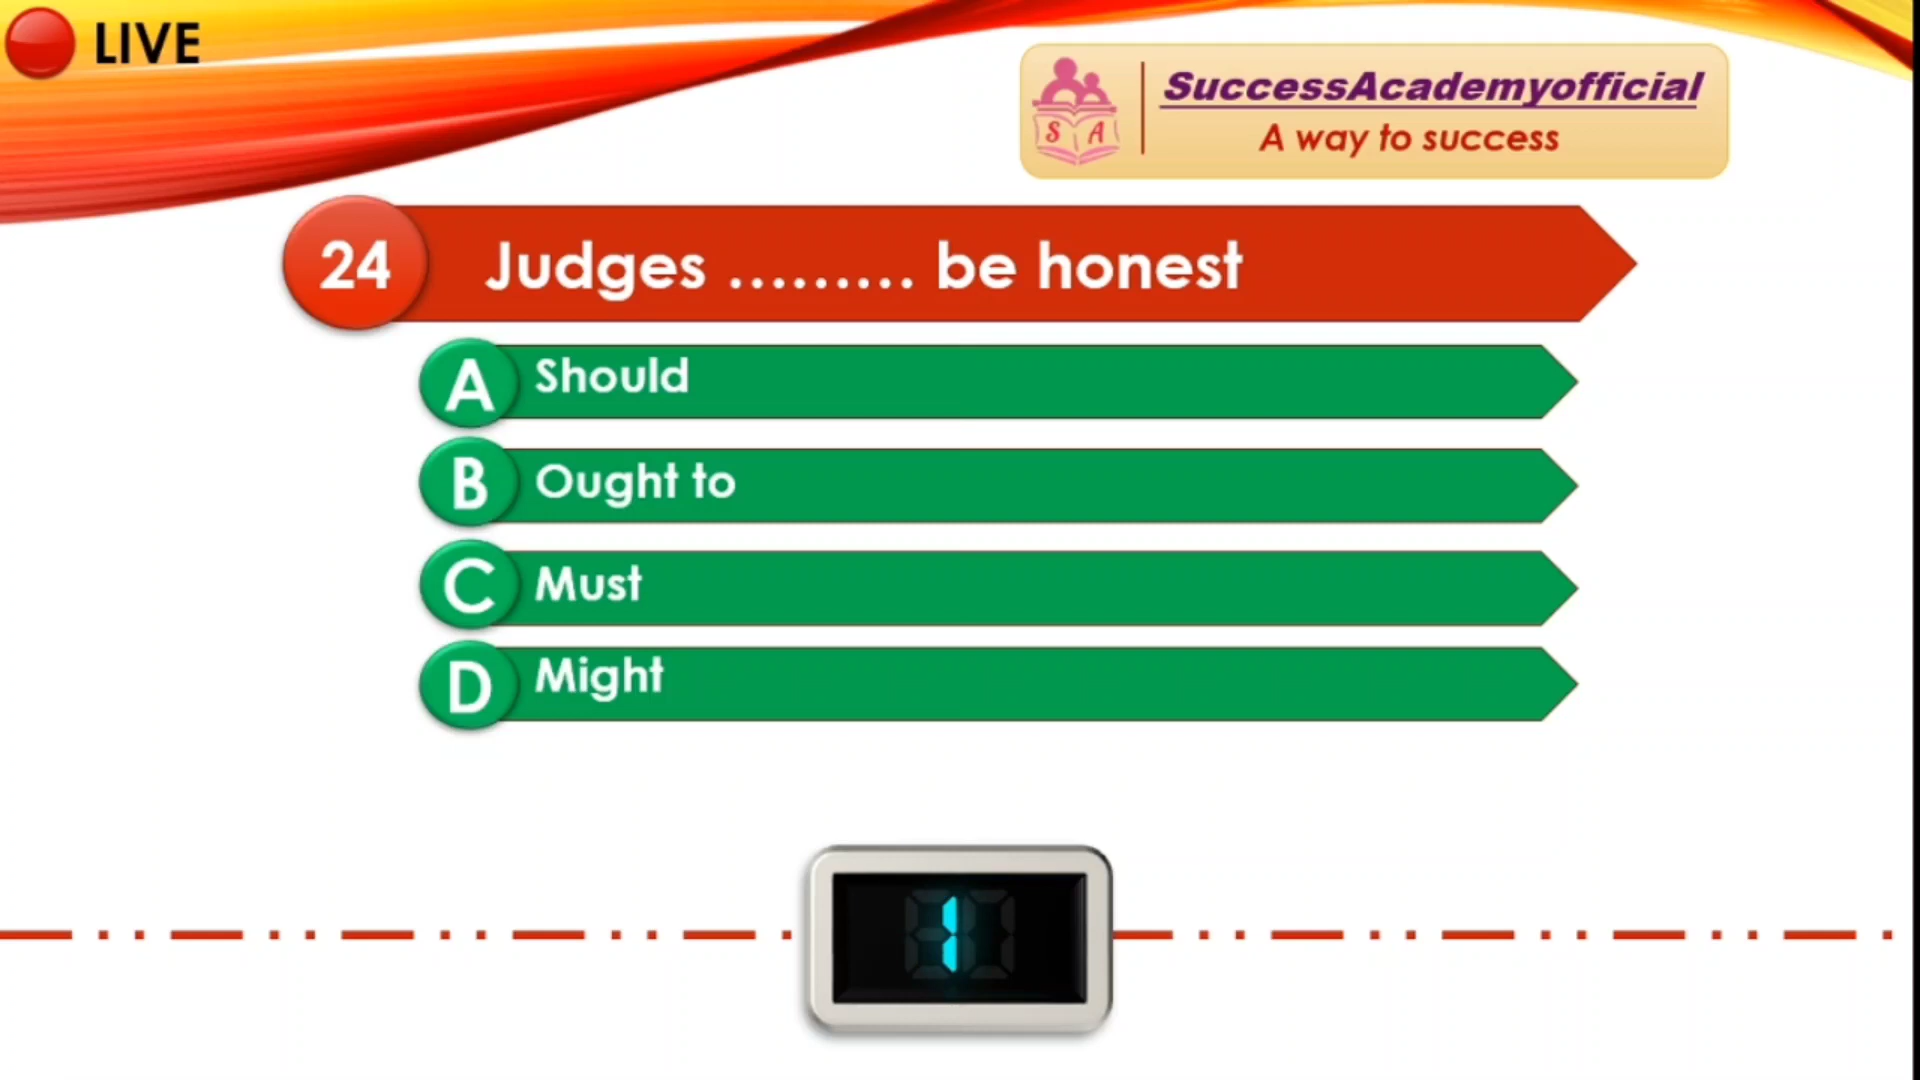 LIVE
SuccessAcademyofficial
S A
A way to success
24 Judges ......... be honest
A Should
B Ought to
C Must
D Might
1